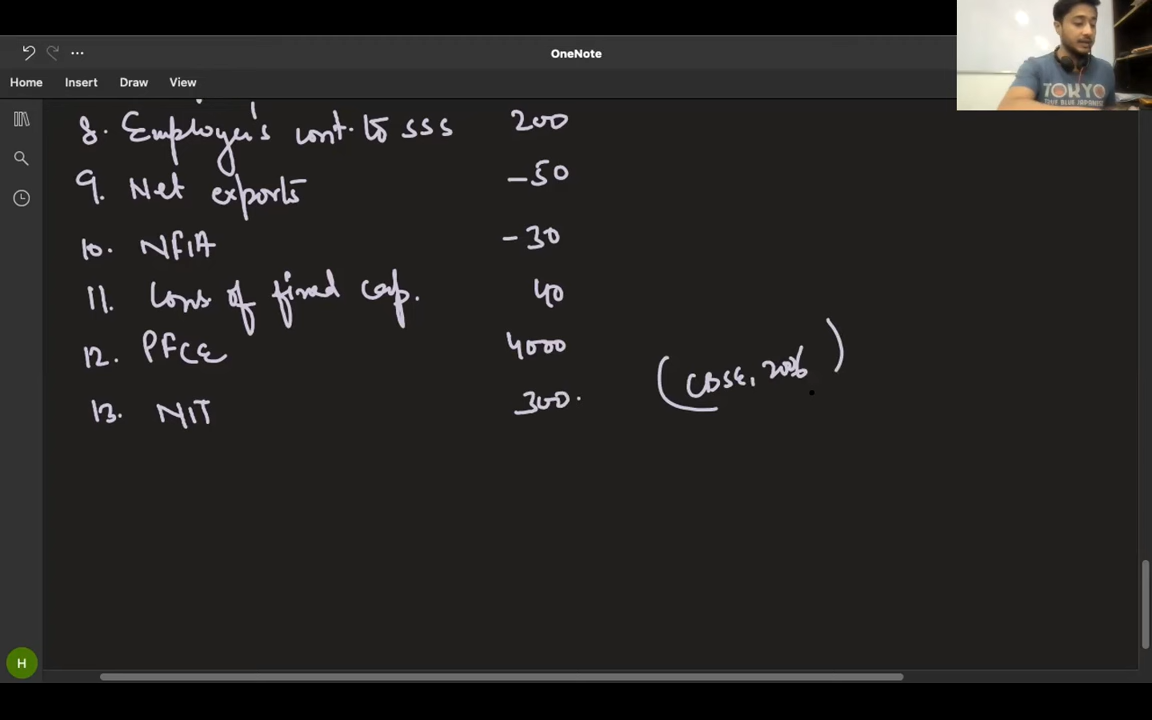 OneNote
Home Insert Draw View
8. Employer's cont. to SSS 200
9. Net exports -50
10. NFIA -30
11. Cons of fixed cap. 40
12. PFCE 4000
13. NIT 300.
(CBSE, 2006)
TOKYO
H